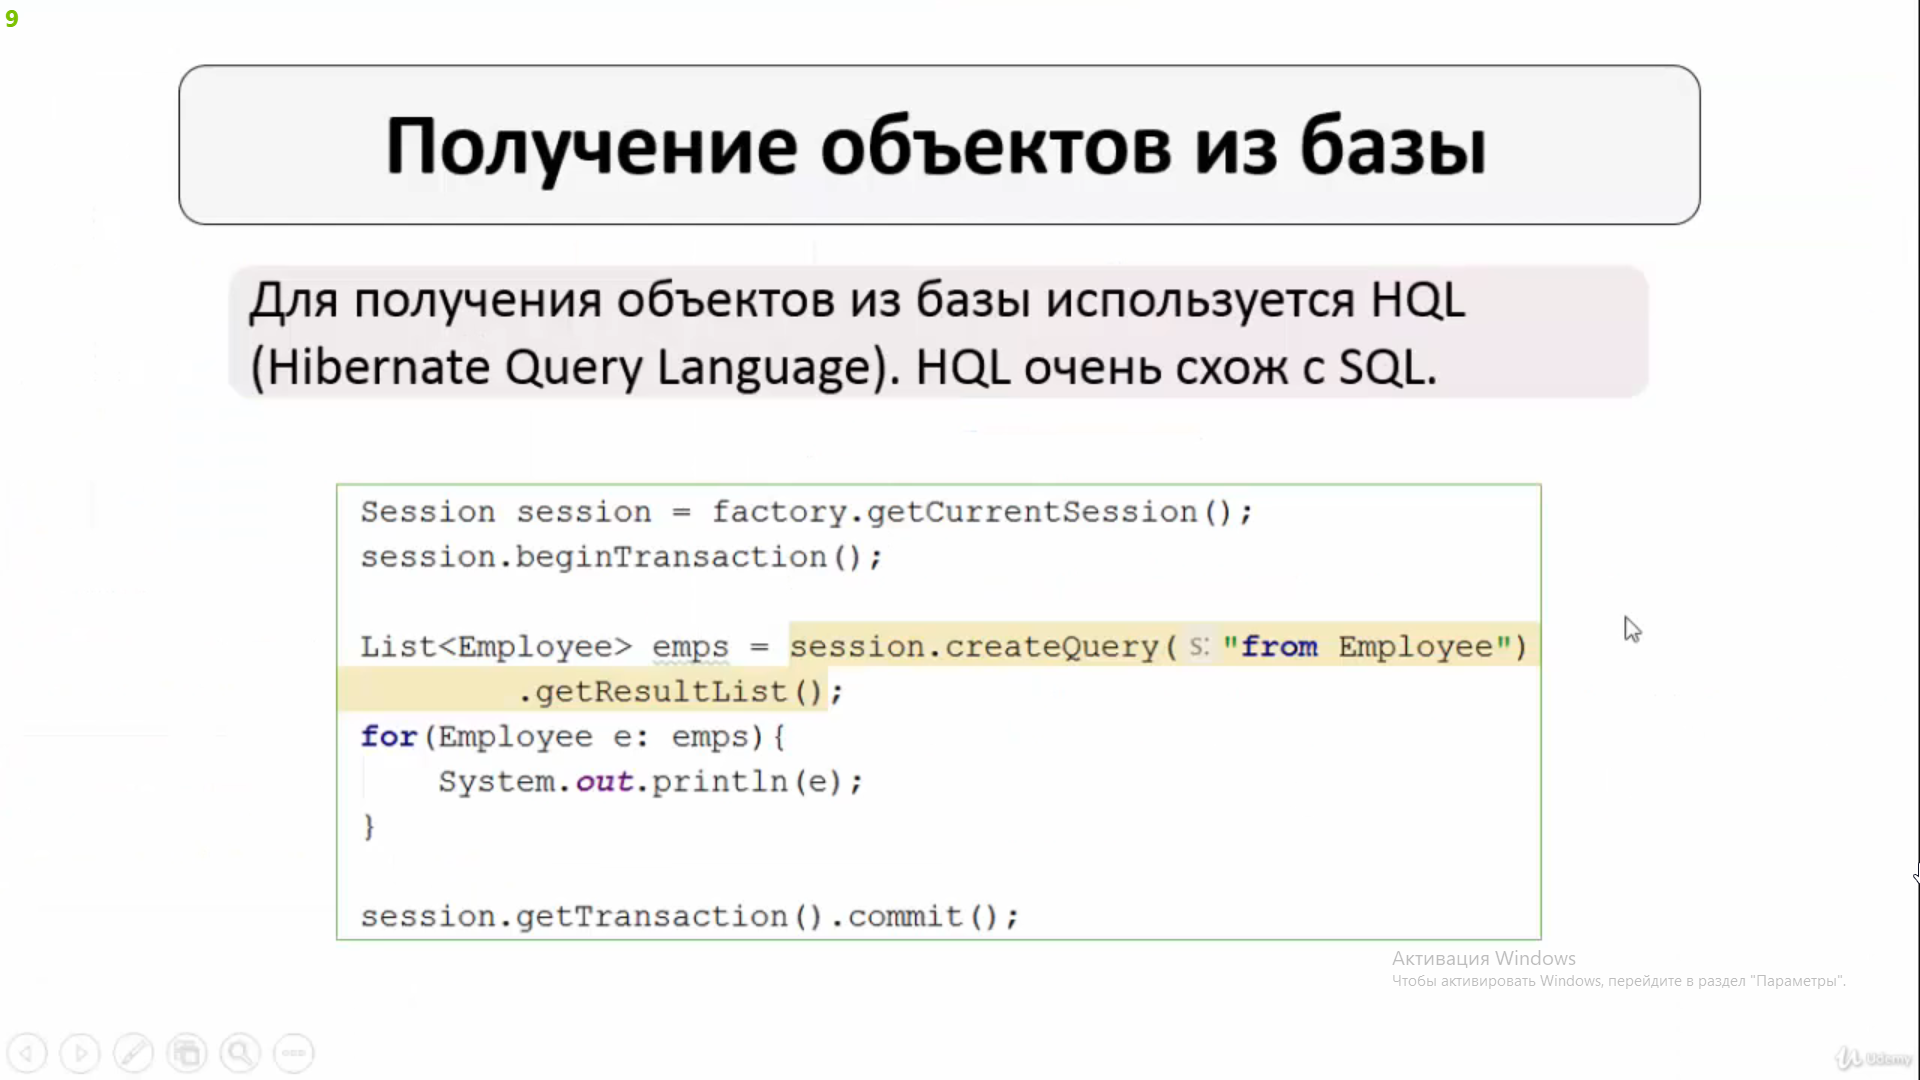 9
Получение объектов из базы
Для получения объектов из базы используется HQL
(Hibernate Query Language). HQL очень схож с SQL.
Session session = factory.getCurrentSession();
session.beginTransaction();
List<Employee> emps = session.createQuery( s: "from Employee")
.getResultList();
for(Employee e: emps){
System.out.println(e);
}
session.getTransaction().commit();
Активация Windows
Чтобы активировать Windows, перейдите в раздел "Параметры".
Udemy